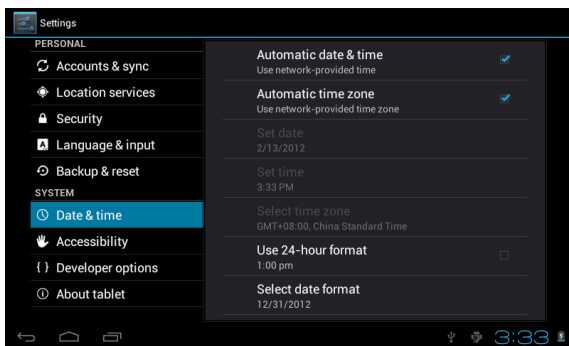 Settings
PERSONAL
Accounts & sync
Location services
Security
Language & input
Backup & reset
SYSTEM
Date & time
Accessibility
Developer options
About tablet
Automatic date & time
Use network-provided time
Automatic time zone
Use network-provided time zone
Set date
2/13/2012
Set time
3:33 PM
Select time zone
GMT+08:00, China Standard Time
Use 24-hour format
1:00 pm
Select date format
12/31/2012
3:33